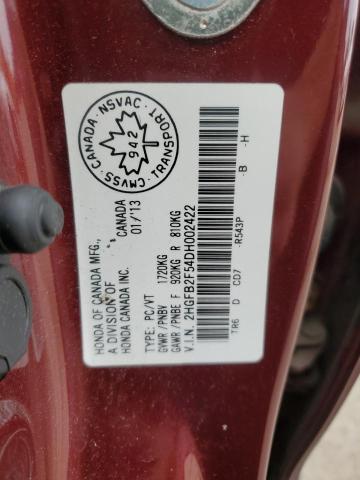 HONDA OF CANADA MFG.,
A DIVISION OF
HONDA CANADA INC.
CANADA
01/'13
CANADA - NSVAC - TRANSPORT - CMVSS
942
TYPE: PC/VT
GVWR /PNBV 1720KG
GAWR /PNBE F 920KG R 810KG
V.I.N. 2HGFB2F54DH002422
TR6 D CD7 -R543P -B -H